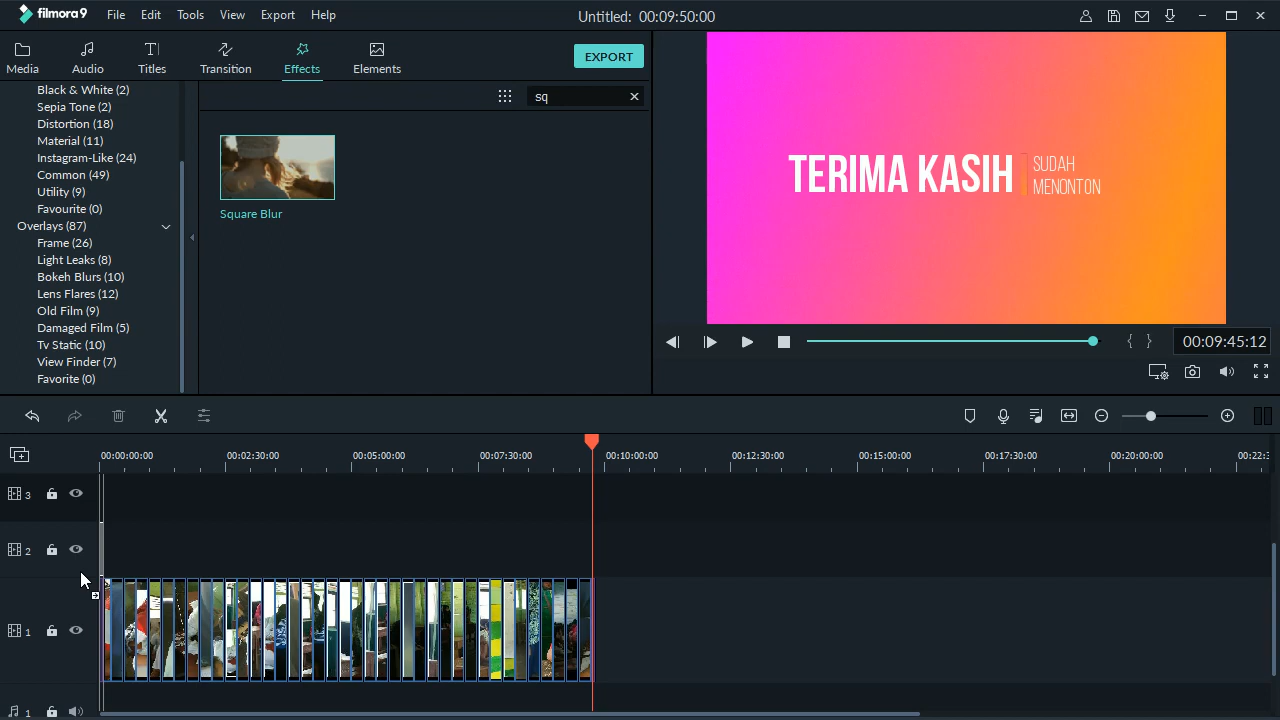 filmora9
File Edit Tools View Export Help
Untitled: 00:09:50:00
Media Audio Titles Transition Effects Elements
EXPORT
Black & White (2)
Sepia Tone (2)
Distortion (18)
Material (11)
Instagram-Like (24)
Common (49)
Utility (9)
Favourite (0)
Overlays (87)
Frame (26)
Light Leaks (8)
Bokeh Blurs (10)
Lens Flares (12)
Old Film (9)
Damaged Film (5)
Tv Static (10)
View Finder (7)
Favorite (0)
sq
Square Blur
TERIMA KASIH
SUDAH
MENONTON
00:09:45:12
00:00:00:00 00:02:30:00 00:05:00:00 00:07:30:00 00:10:00:00 00:12:30:00 00:15:00:00 00:17:30:00 00:20:00:00 00:22:3
3
2
1
1